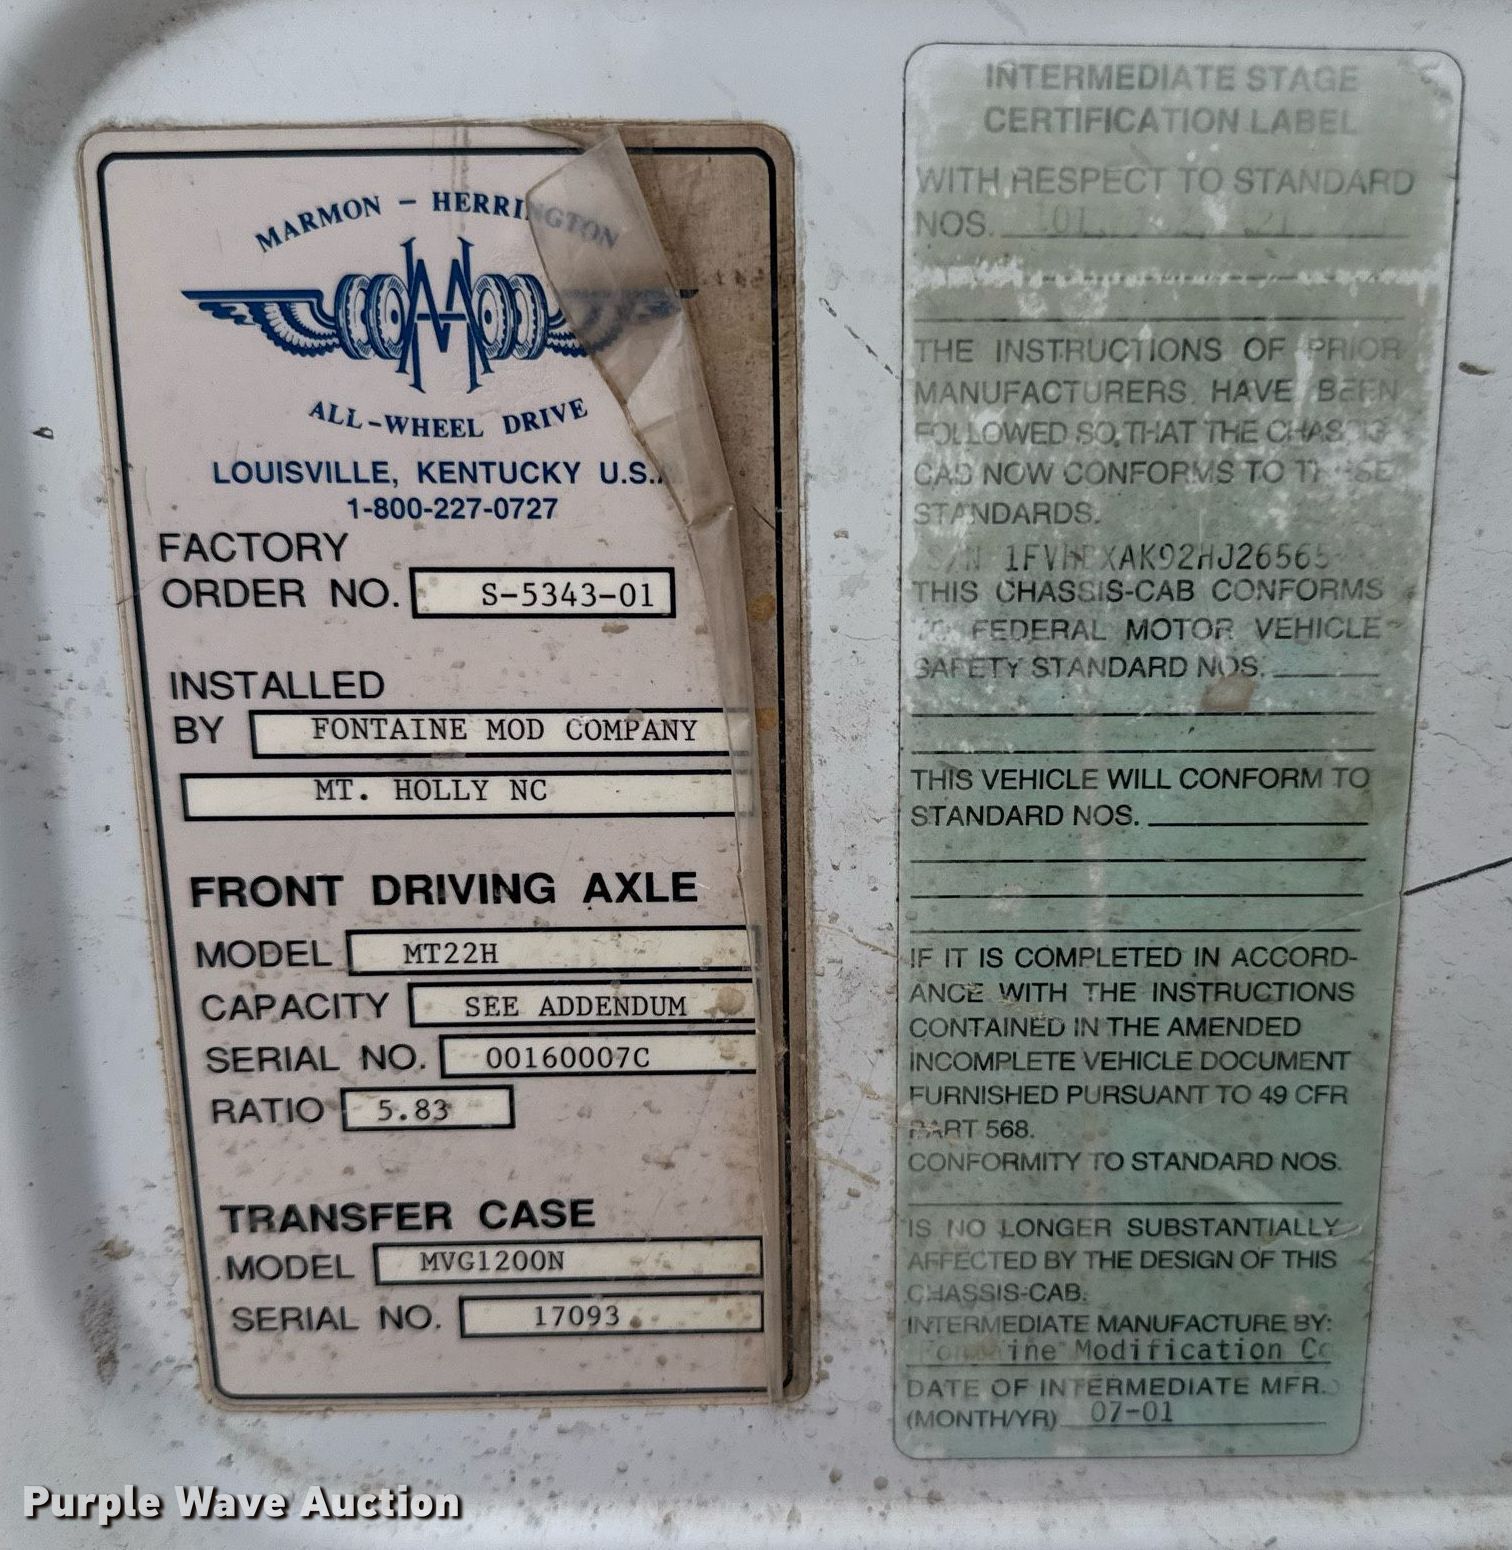 MARMON - HERRINGTON
ALL-WHEEL DRIVE
LOUISVILLE, KENTUCKY U.S.A
1-800-227-0727
FACTORY
ORDER NO. S-5343-01
INSTALLED
BY FONTAINE MOD COMPANY
MT. HOLLY NC
FRONT DRIVING AXLE
MODEL MT22H
CAPACITY SEE ADDENDUM
SERIAL NO. 00160007C
RATIO 5.83
TRANSFER CASE
MODEL MVG1200N
SERIAL NO. 17093
INTERMEDIATE STAGE
CERTIFICATION LABEL
WITH RESPECT TO STANDARD
NOS.
THE INSTRUCTIONS OF PRIOR
MANUFACTURERS HAVE BEEN
FOLLOWED SO THAT THE CHASSIS-
CAB NOW CONFORMS TO THESE
STANDARDS.
THIS CHASSIS-CAB CONFORMS
TO FEDERAL MOTOR VEHICLE
SAFETY STANDARD NOS.
THIS VEHICLE WILL CONFORM TO
STANDARD NOS.
IF IT IS COMPLETED IN ACCORD-
ANCE WITH THE INSTRUCTIONS
CONTAINED IN THE AMENDED
INCOMPLETE VEHICLE DOCUMENT
FURNISHED PURSUANT TO 49 CFR
PART 568.
CONFORMITY TO STANDARD NOS.
IS NO LONGER SUBSTANTIALLY
AFFECTED BY THE DESIGN OF THIS
CHASSIS-CAB.
INTERMEDIATE MANUFACTURE BY:
Fontaine Modification Co
DATE OF INTERMEDIATE MFR.
(MONTH/YR) 07-01
Purple Wave Auction